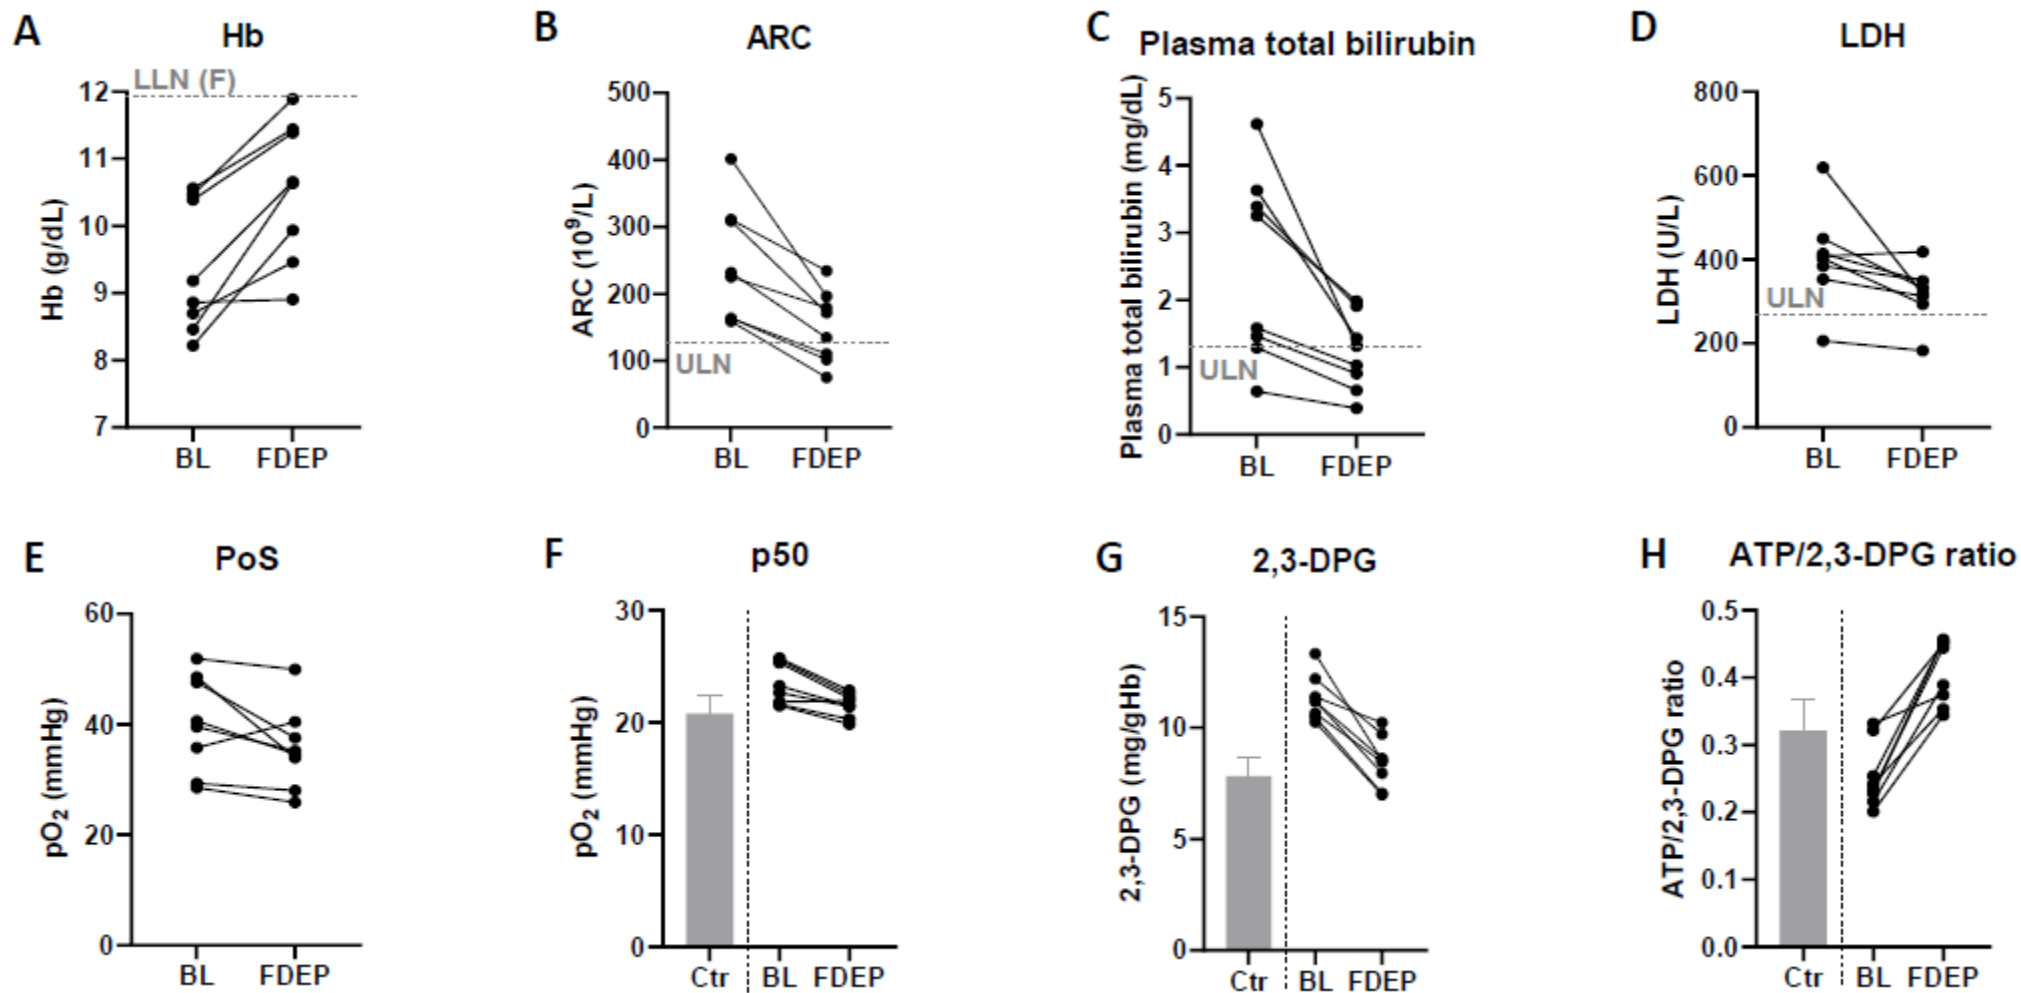 A
Hb
LLN (F)
Hb (g/dL)
12
11
10
9
8
7
BL FDEP
B
ARC
ARC (10⁹/L)
500
400
300
200
100
0
ULN
BL FDEP
C
Plasma total bilirubin
Plasma total bilirubin (mg/dL)
5
4
3
2
1
0
ULN
BL FDEP
D
LDH
LDH (U/L)
800
600
400
200
0
ULN
BL FDEP
E
PoS
pO₂ (mmHg)
60
40
20
0
BL FDEP
F
p50
pO₂ (mmHg)
30
20
10
0
Ctr BL FDEP
G
2,3-DPG
2,3-DPG (mg/gHb)
15
10
5
0
Ctr BL FDEP
H
ATP/2,3-DPG ratio
ATP/2,3-DPG ratio
0.5
0.4
0.3
0.2
0.1
0.0
Ctr BL FDEP